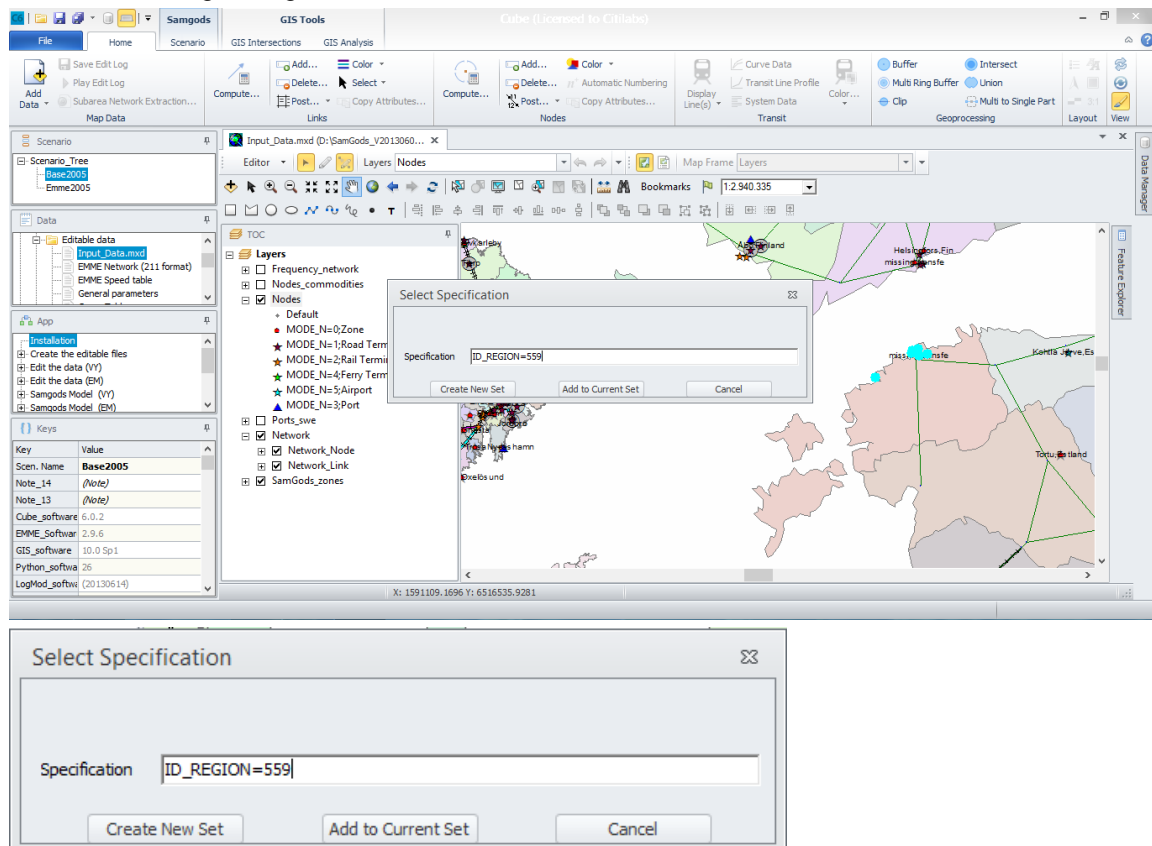 Samgods
GIS Tools
Cube (Licensed to Citilabs)
File
Home
Scenario
GIS Intersections
GIS Analysis
Add Data
Save Edit Log
Play Edit Log
Subarea Network Extraction...
Map Data
Compute...
Add...
Color
Delete...
Select
Post...
Copy Attributes...
Links
Compute...
Add...
Color
Delete...
Automatic Numbering
Post...
Copy Attributes...
Nodes
Display Line(s)
Curve Data
Transit Line Profile
System Data
Color...
Transit
Buffer
Intersect
Multi Ring Buffer
Union
Clip
Multi to Single Part
Geoprocessing
Layout
View
Scenario
Scenario_Tree
Base2005
Emme2005
Data
Editable data
Input_Data.mxd
EMME Network (211 format)
EMME Speed table
General parameters
App
Installation
Create the editable files
Edit the data (VY)
Edit the data (EM)
Samgods Model (VY)
Samgods Model (EM)
Keys
Key Value
Scen. Name Base2005
Note_14 (Note)
Note_13 (Note)
Cube_software 6.0.2
EMME_Softwar 2.9.6
GIS_software 10.0 Sp1
Python_softwa 26
LogMod_softwa (20130614)
Input_Data.mxd (D:\SamGods_V2013060...
Editor
Layers Nodes
Map Frame Layers
Bookmarks
1:2.940.335
TOC
Layers
Frequency_network
Nodes_commodities
Nodes
Default
MODE_N=0;Zone
MODE_N=1;Road Term
MODE_N=2;Rail Termi
MODE_N=4;Ferry Term
MODE_N=5;Airport
MODE_N=3;Port
Ports_swe
Network
Network_Node
Network_Link
SamGods_zones
Select Specification
Specification ID_REGION=559
Create New Set
Add to Current Set
Cancel
Data Manager
Feature Explorer
X: 1591109.1696 Y: 6516535.9281
Select Specification
Specification ID_REGION=559
Create New Set
Add to Current Set
Cancel